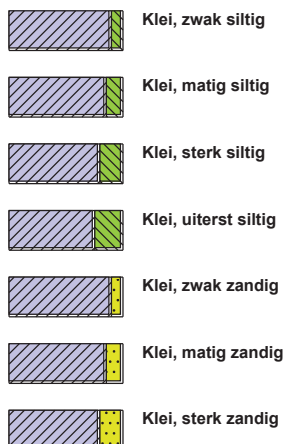 Klei, zwak siltig
Klei, matig siltig
Klei, sterk siltig
Klei, uiterst siltig
Klei, zwak zandig
Klei, matig zandig
Klei, sterk zandig